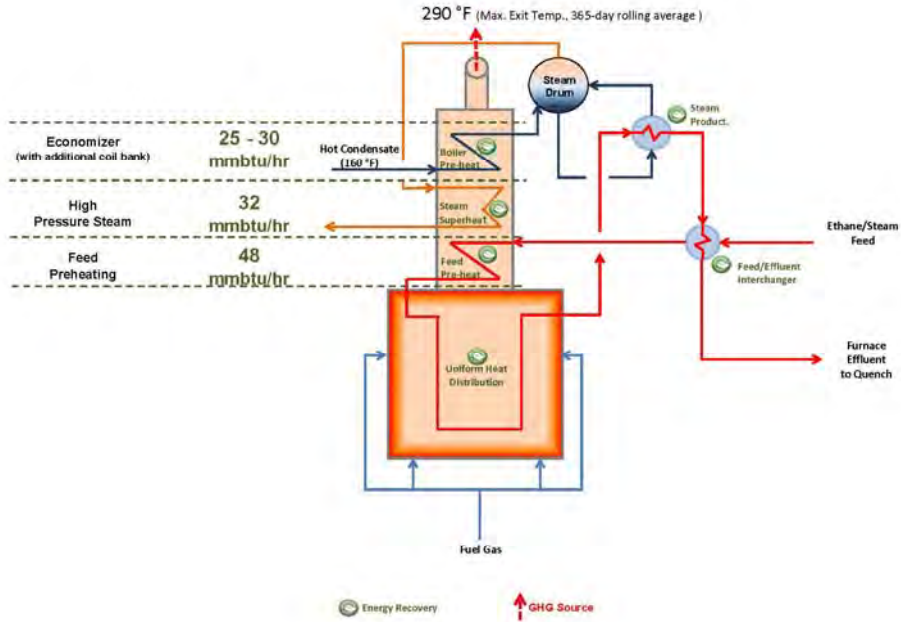 290 °F (Max. Exit Temp., 365-day rolling average )
Steam
Drum
Steam
Product.
Economizer
(with additional coil bank)
25 - 30
mmbtu/hr
Hot Condensate
(160 °F)
Boiler
Pre-heat
High
Pressure Steam
32
mmbtu/hr
Steam
Superheat
Feed
Preheating
48
mmbtu/hr
Feed
Pre-heat
Ethane/Steam
Feed
Feed/Effluent
Interchanger
Furnace
Effluent
to Quench
Uniform Heat
Distribution
Fuel Gas
Energy Recovery
GHG Source